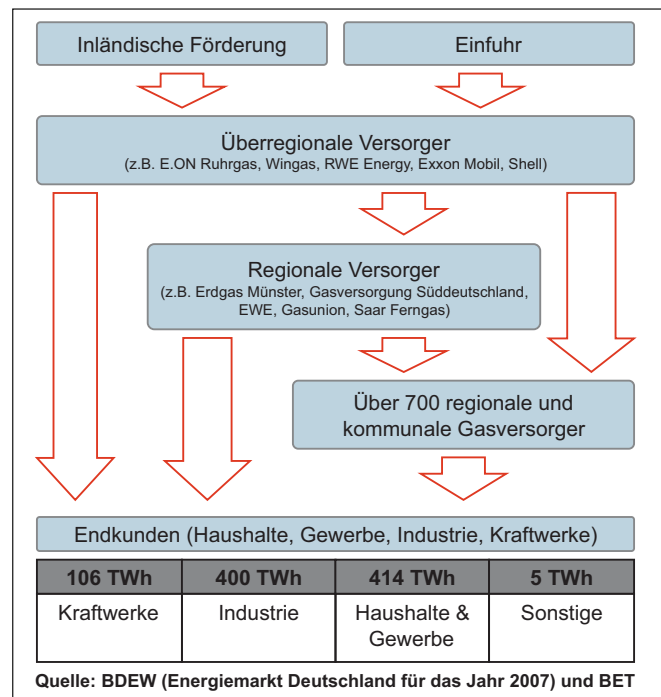 Inländische Förderung
Einfuhr
Überregionale Versorger
(z.B. E.ON Ruhrgas, Wingas, RWE Energy, Exxon Mobil, Shell)
Regionale Versorger
(z.B. Erdgas Münster, Gasversorgung Süddeutschland,
EWE, Gasunion, Saar Ferngas)
Über 700 regionale und
kommunale Gasversorger
Endkunden (Haushalte, Gewerbe, Industrie, Kraftwerke)
106 TWh 400 TWh 414 TWh 5 TWh
Kraftwerke Industrie Haushalte & Sonstige
Gewerbe
Quelle: BDEW (Energiemarkt Deutschland für das Jahr 2007) und BET